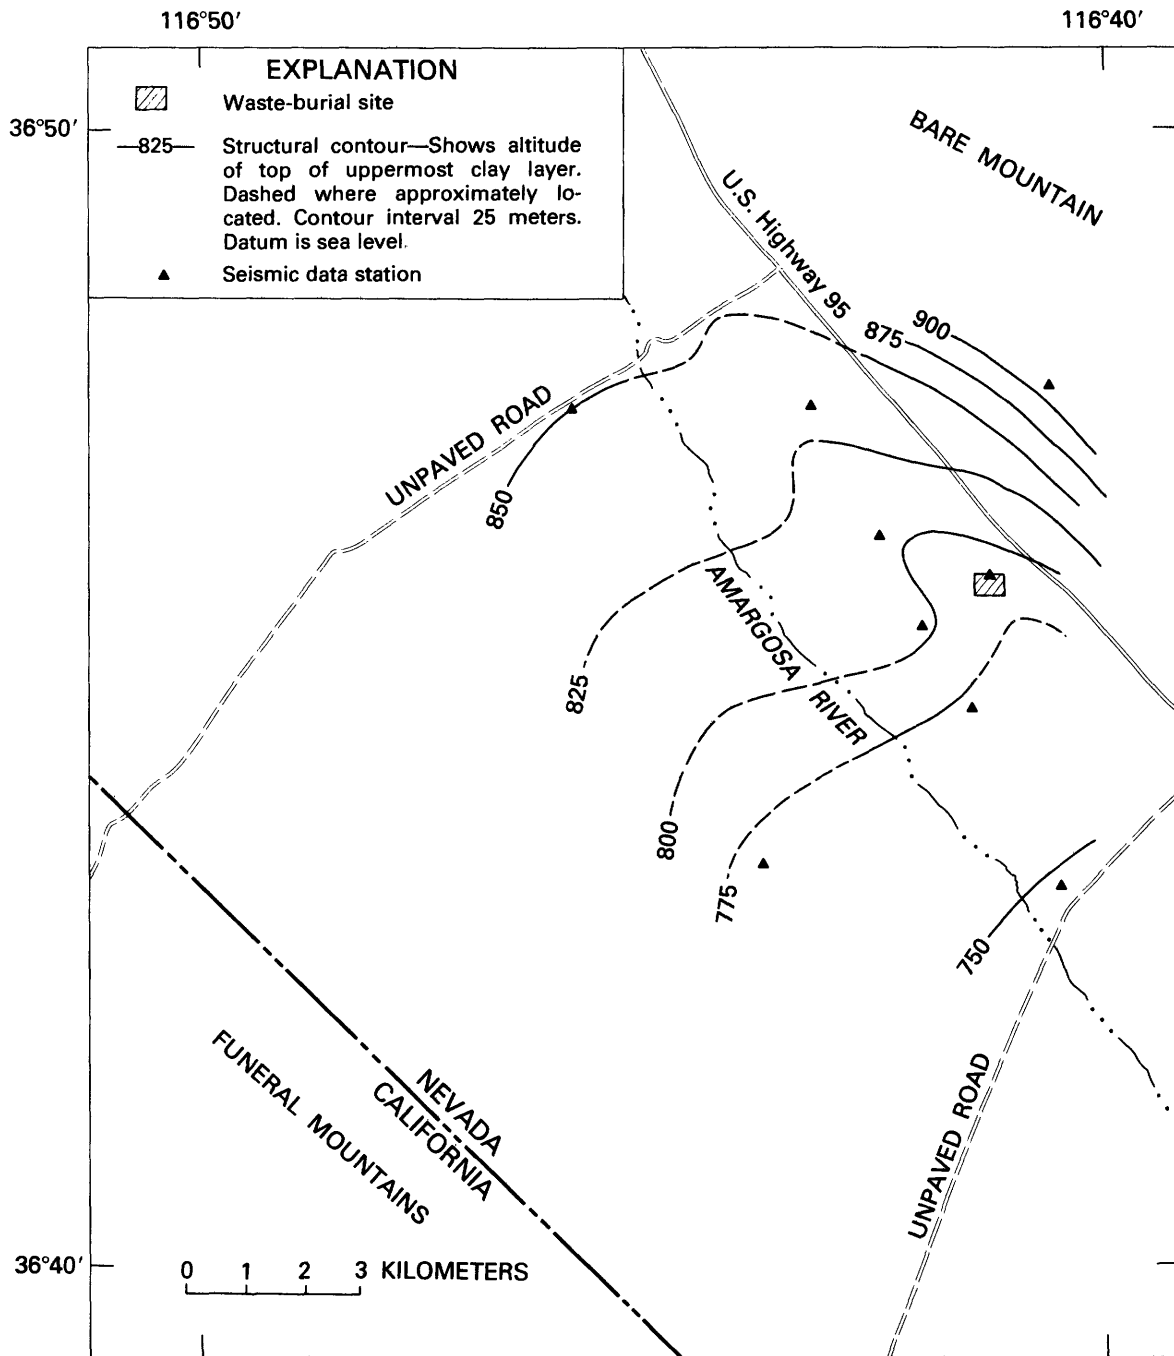 116°50′
116°40′
EXPLANATION
Waste-burial site
36°50′
—825— Structural contour—Shows altitude
of top of uppermost clay layer.
Dashed where approximately lo-
cated. Contour interval 25 meters.
Datum is sea level.
Seismic data station
BARE MOUNTAIN
U.S. Highway 95
900
875
UNPAVED ROAD
850
AMARGOSA RIVER
825
800
775
750
NEVADA
CALIFORNIA
FUNERAL MOUNTAINS
UNPAVED ROAD
36°40′
0 1 2 3 KILOMETERS